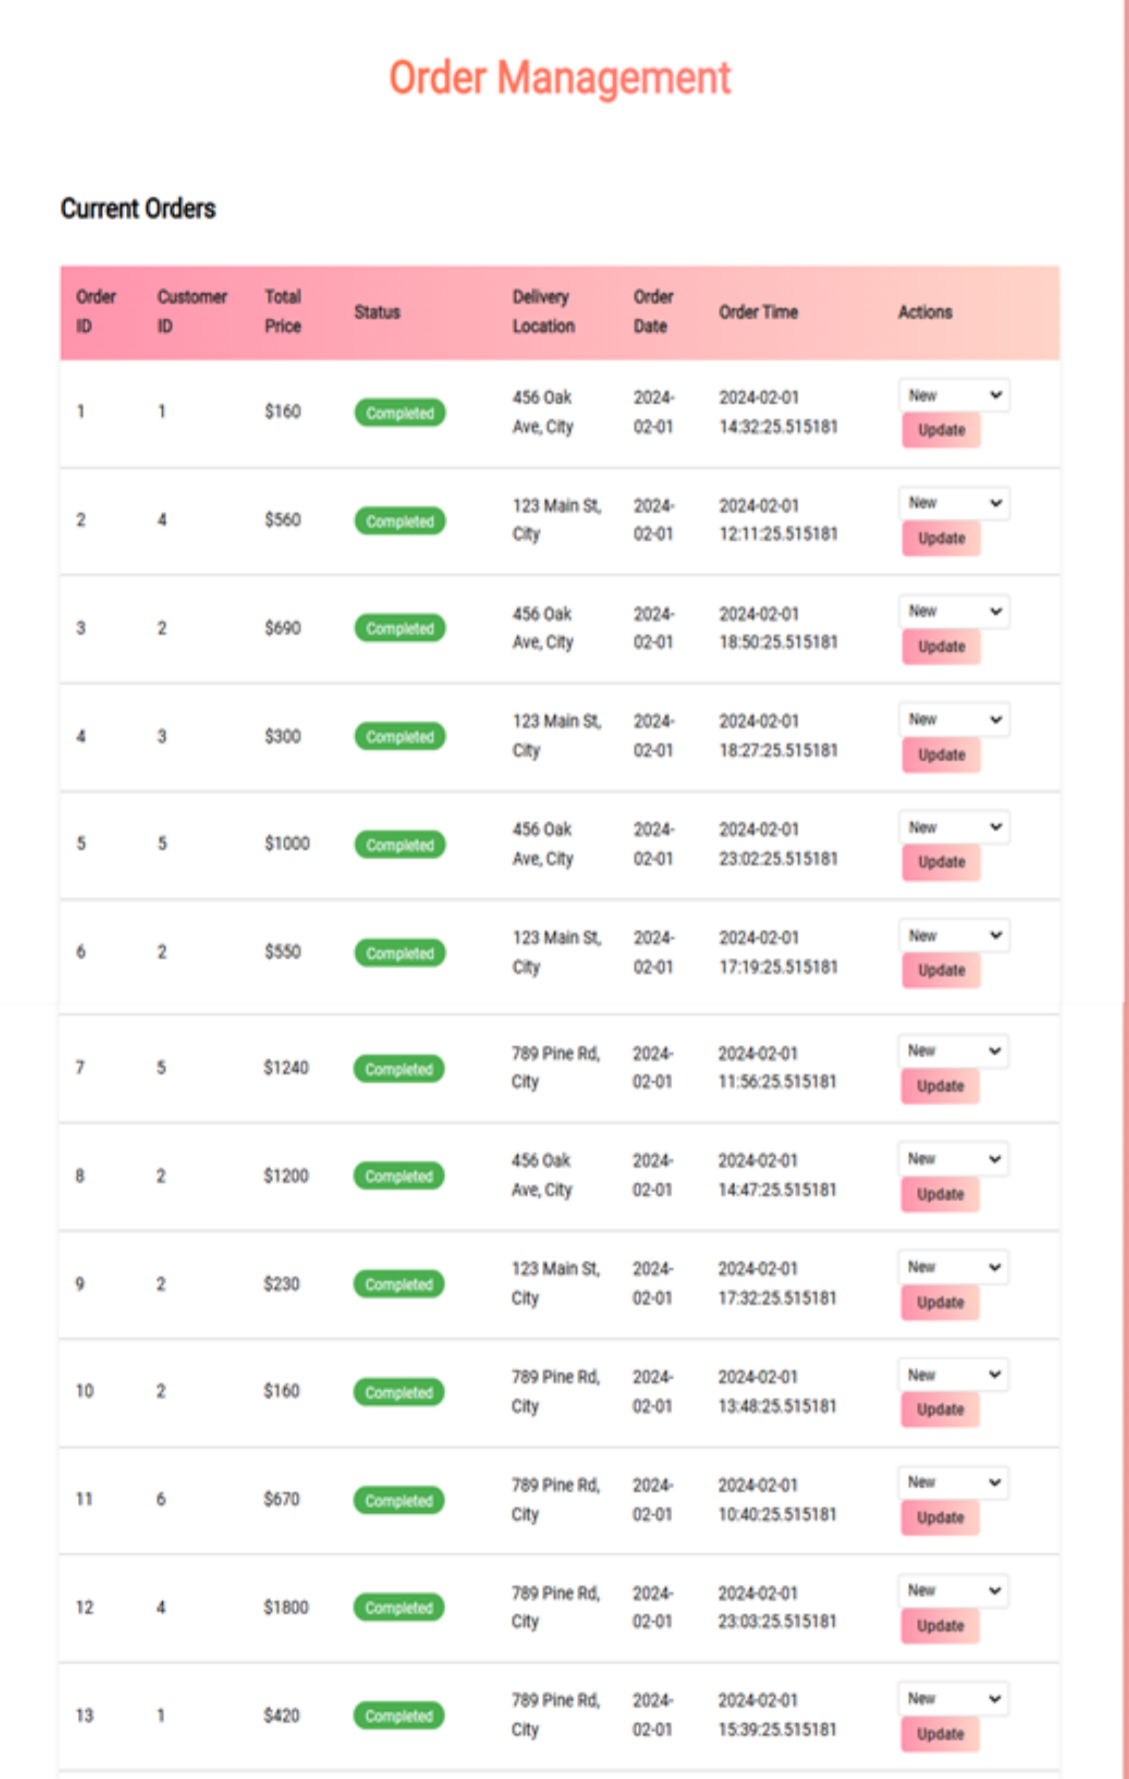 Order Management
Current Orders
Order ID Customer ID Total Price Status Delivery Location Order Date Order Time Actions
1 1 $160 Completed 456 Oak Ave, City 2024-02-01 2024-02-01 14:32:25.515181 New Update
2 4 $560 Completed 123 Main St, City 2024-02-01 2024-02-01 12:11:25.515181 New Update
3 2 $690 Completed 456 Oak Ave, City 2024-02-01 2024-02-01 18:50:25.515181 New Update
4 3 $300 Completed 123 Main St, City 2024-02-01 2024-02-01 18:27:25.515181 New Update
5 5 $1000 Completed 456 Oak Ave, City 2024-02-01 2024-02-01 23:02:25.515181 New Update
6 2 $550 Completed 123 Main St, City 2024-02-01 2024-02-01 17:19:25.515181 New Update
7 5 $1240 Completed 789 Pine Rd, City 2024-02-01 2024-02-01 11:56:25.515181 New Update
8 2 $1200 Completed 456 Oak Ave, City 2024-02-01 2024-02-01 14:47:25.515181 New Update
9 2 $230 Completed 123 Main St, City 2024-02-01 2024-02-01 17:32:25.515181 New Update
10 2 $160 Completed 789 Pine Rd, City 2024-02-01 2024-02-01 13:48:25.515181 New Update
11 6 $670 Completed 789 Pine Rd, City 2024-02-01 2024-02-01 10:40:25.515181 New Update
12 4 $1800 Completed 789 Pine Rd, City 2024-02-01 2024-02-01 23:03:25.515181 New Update
13 1 $420 Completed 789 Pine Rd, City 2024-02-01 2024-02-01 15:39:25.515181 New Update